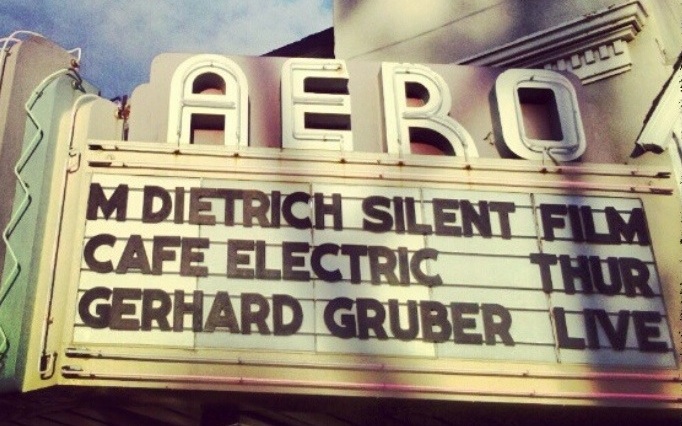 AERO
M DIETRICH SILENT FILM
CAFE ELECTRIC THUR
GERHARD GRUBER LIVE